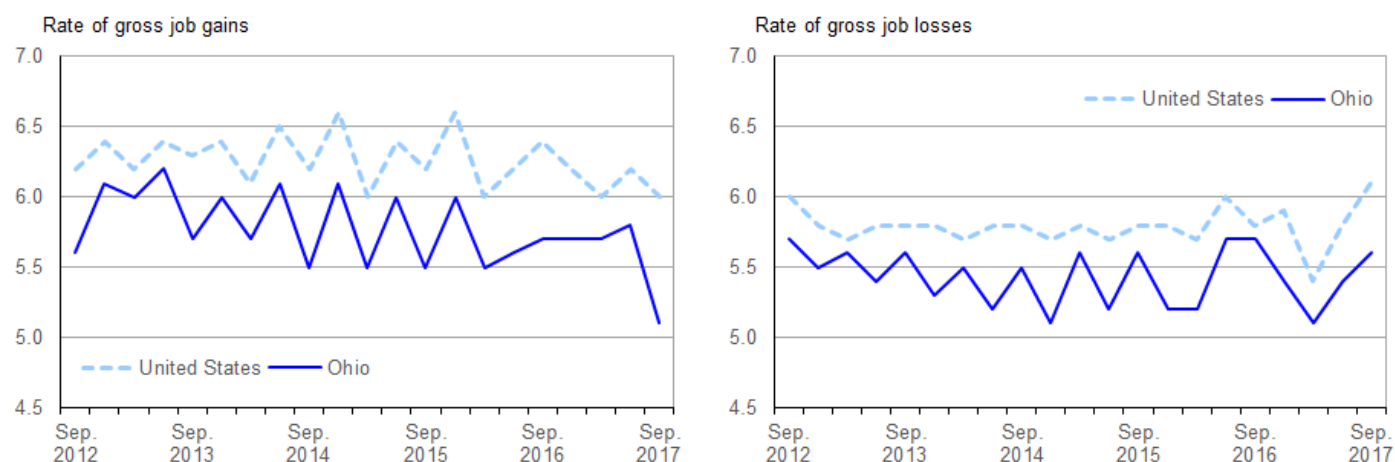 Rate of gross job gains
7.0
6.5
6.0
5.5
5.0
4.5
United States
Ohio
Sep. 2012
Sep. 2013
Sep. 2014
Sep. 2015
Sep. 2016
Sep. 2017
Rate of gross job losses
7.0
6.5
6.0
5.5
5.0
4.5
United States
Ohio
Sep. 2012
Sep. 2013
Sep. 2014
Sep. 2015
Sep. 2016
Sep. 2017